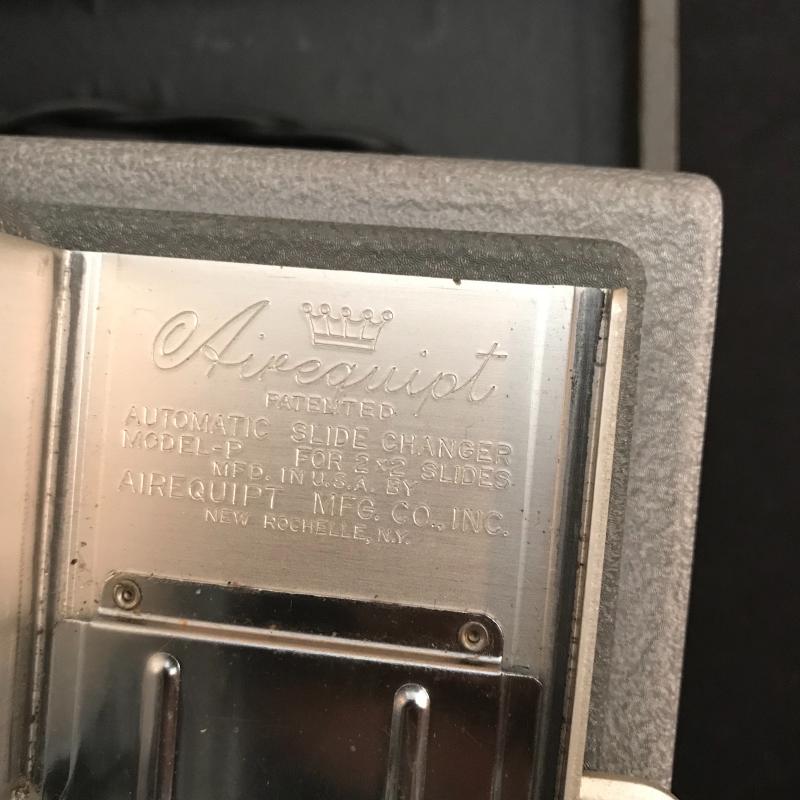 Airequipt
PATENTED
AUTOMATIC SLIDE CHANGER
MODEL-P FOR 2x2 SLIDES
MFD. IN U.S.A. BY
AIREQUIPT MFG. CO., INC.
NEW ROCHELLE, N.Y.